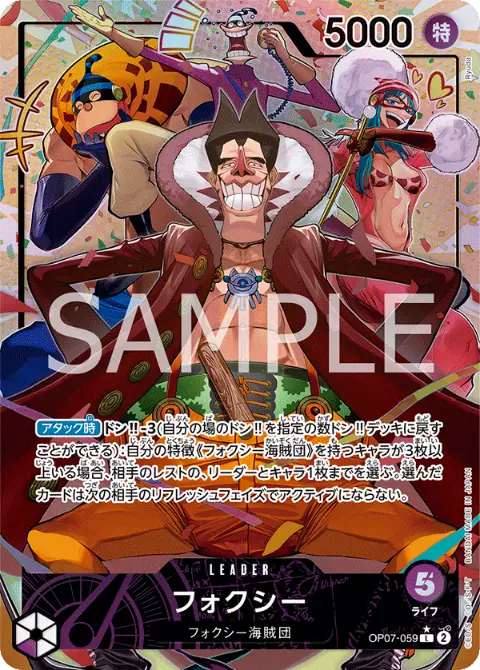 5000
特
Ryuda
SAMPLE
アタック時 ドン!!-3(自分の場のドン!!を指定の数ドン!!デッキに戻す
ことができる):自分の特徴《フォクシー海賊団》を持つキャラが3枚以
上いる場合、相手のレストの、リーダーとキャラ1枚までを選ぶ。選んだ
カードは次の相手のリフレッシュフェイズでアクティブにならない。
BANDAI MADE IN JAPAN
LEADER
フォクシー
フォクシー海賊団
5
ライフ
OP07-059 L 2